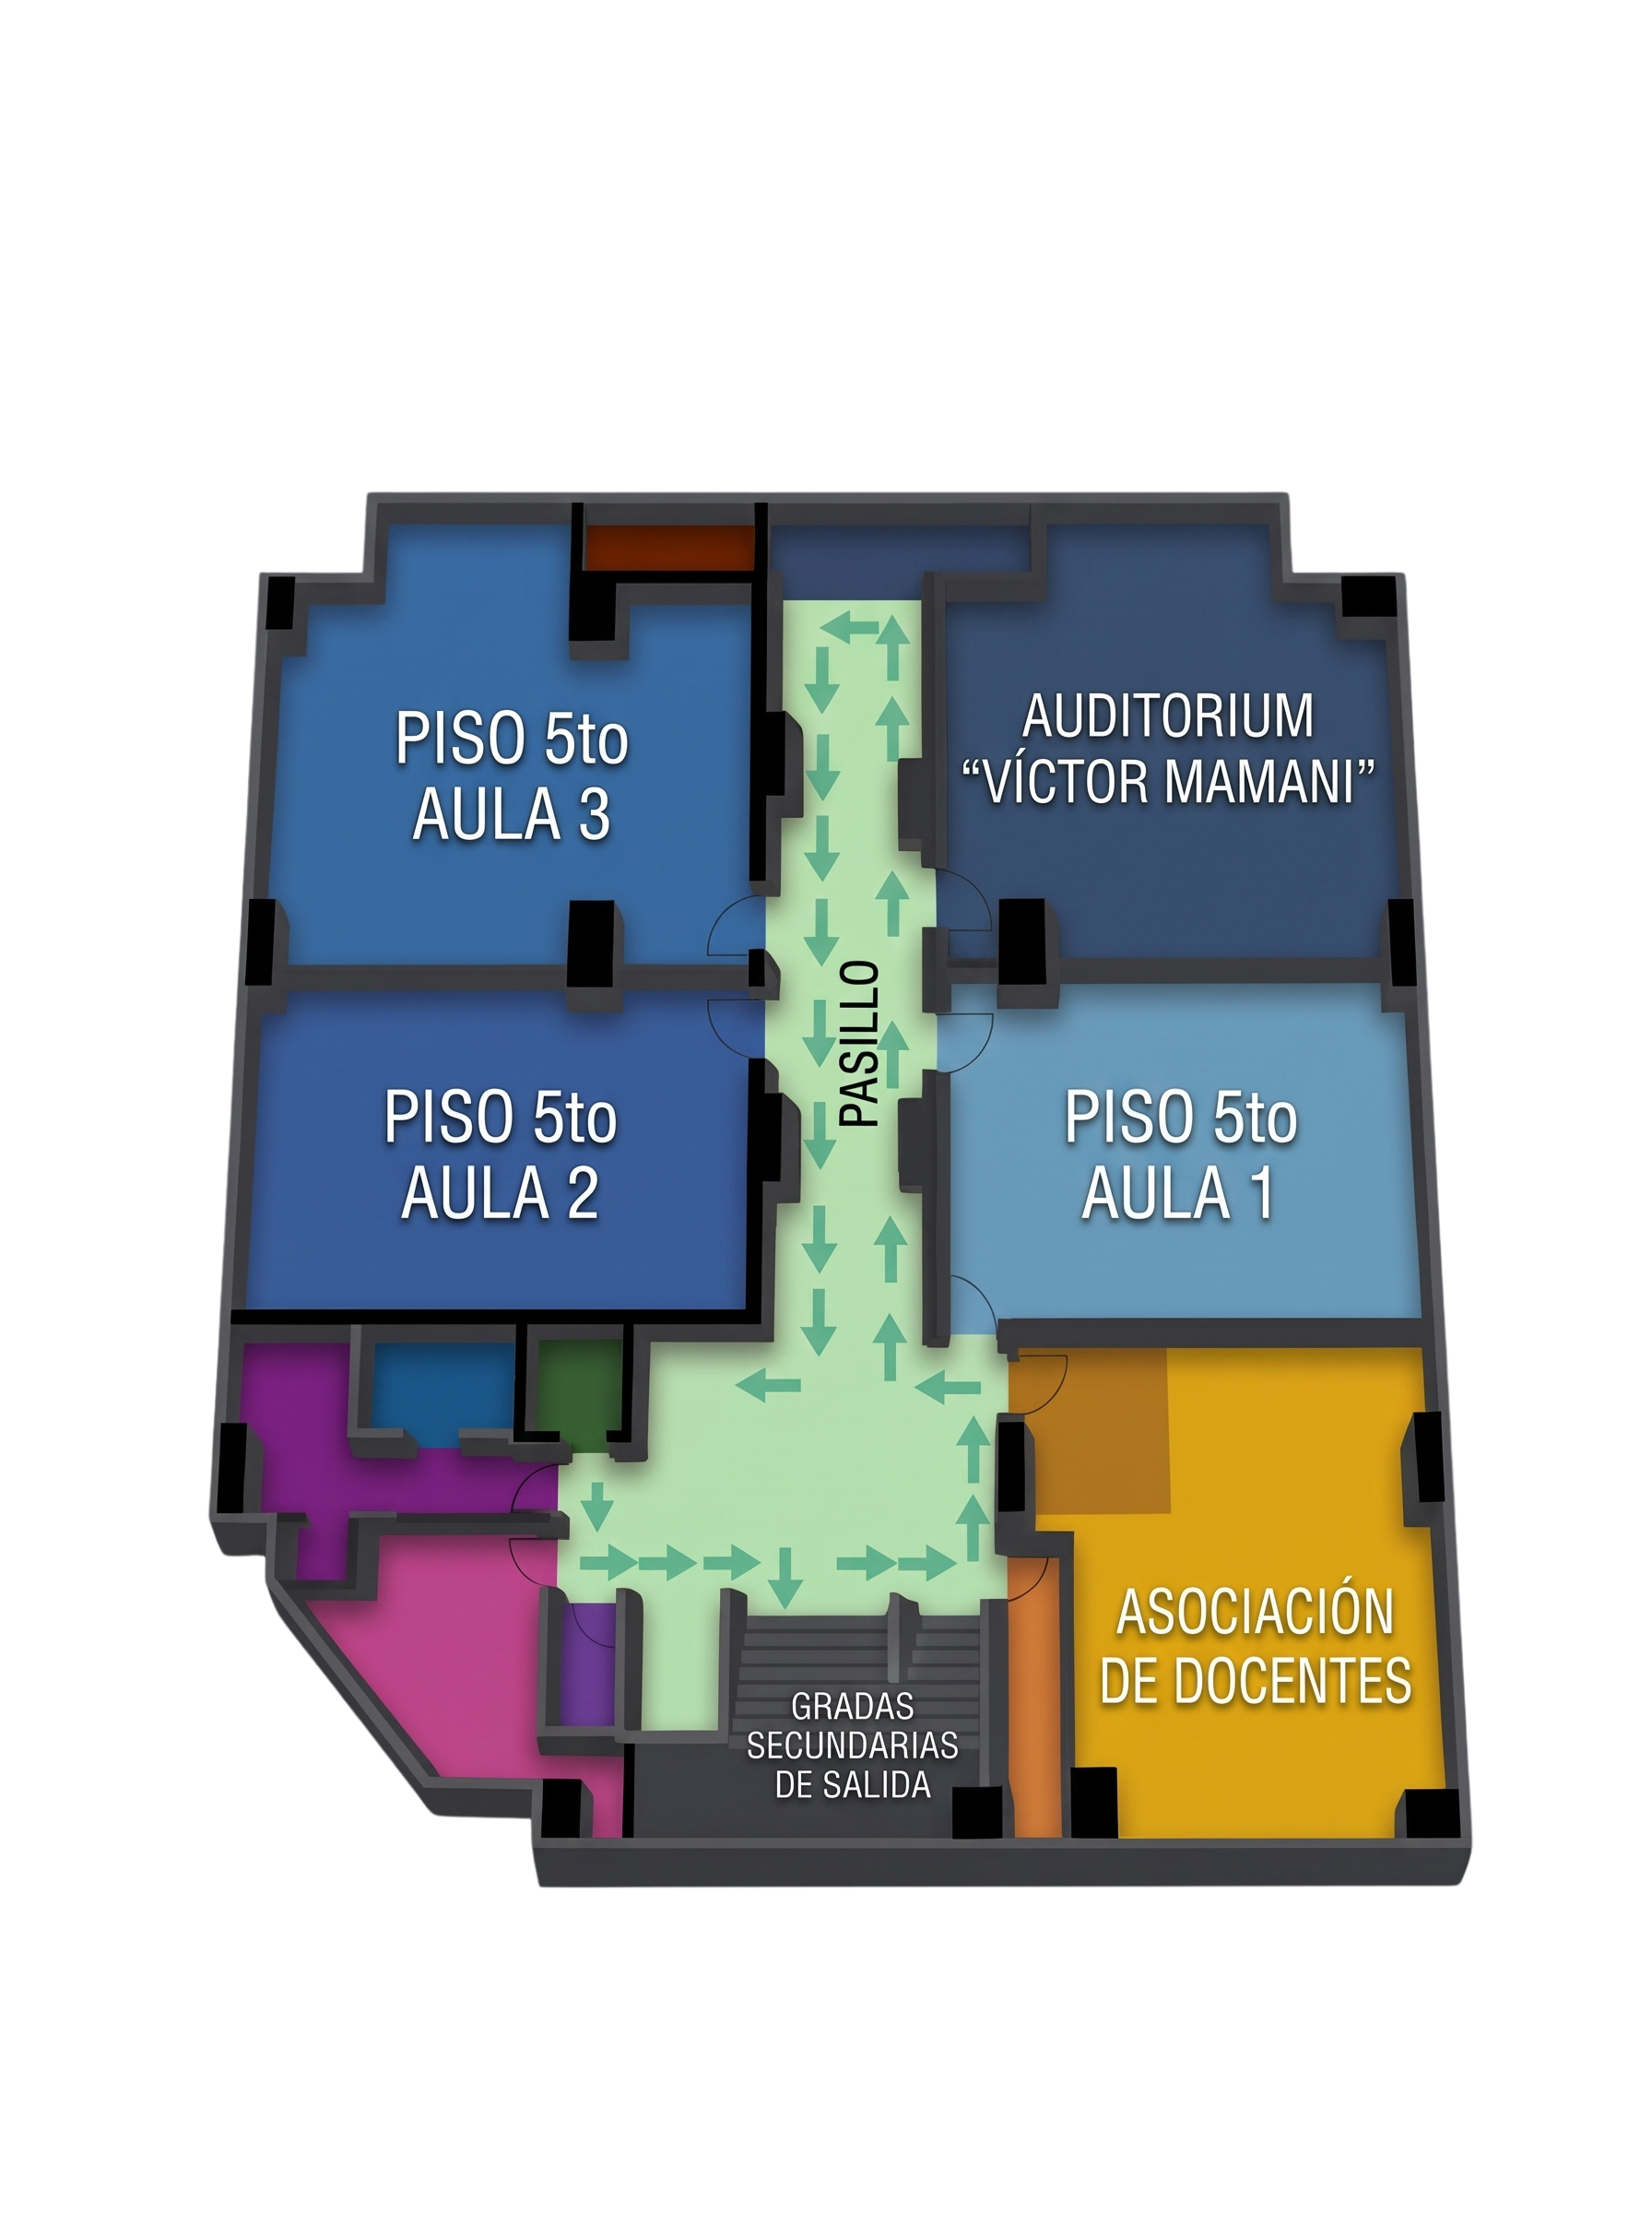 PISO 5to
AULA 3
AUDITORIUM
“VÍCTOR MAMANI”
PASILLO
PISO 5to
AULA 2
PISO 5to
AULA 1
ASOCIACIÓN
DE DOCENTES
GRADAS
SECUNDARIAS
DE SALIDA